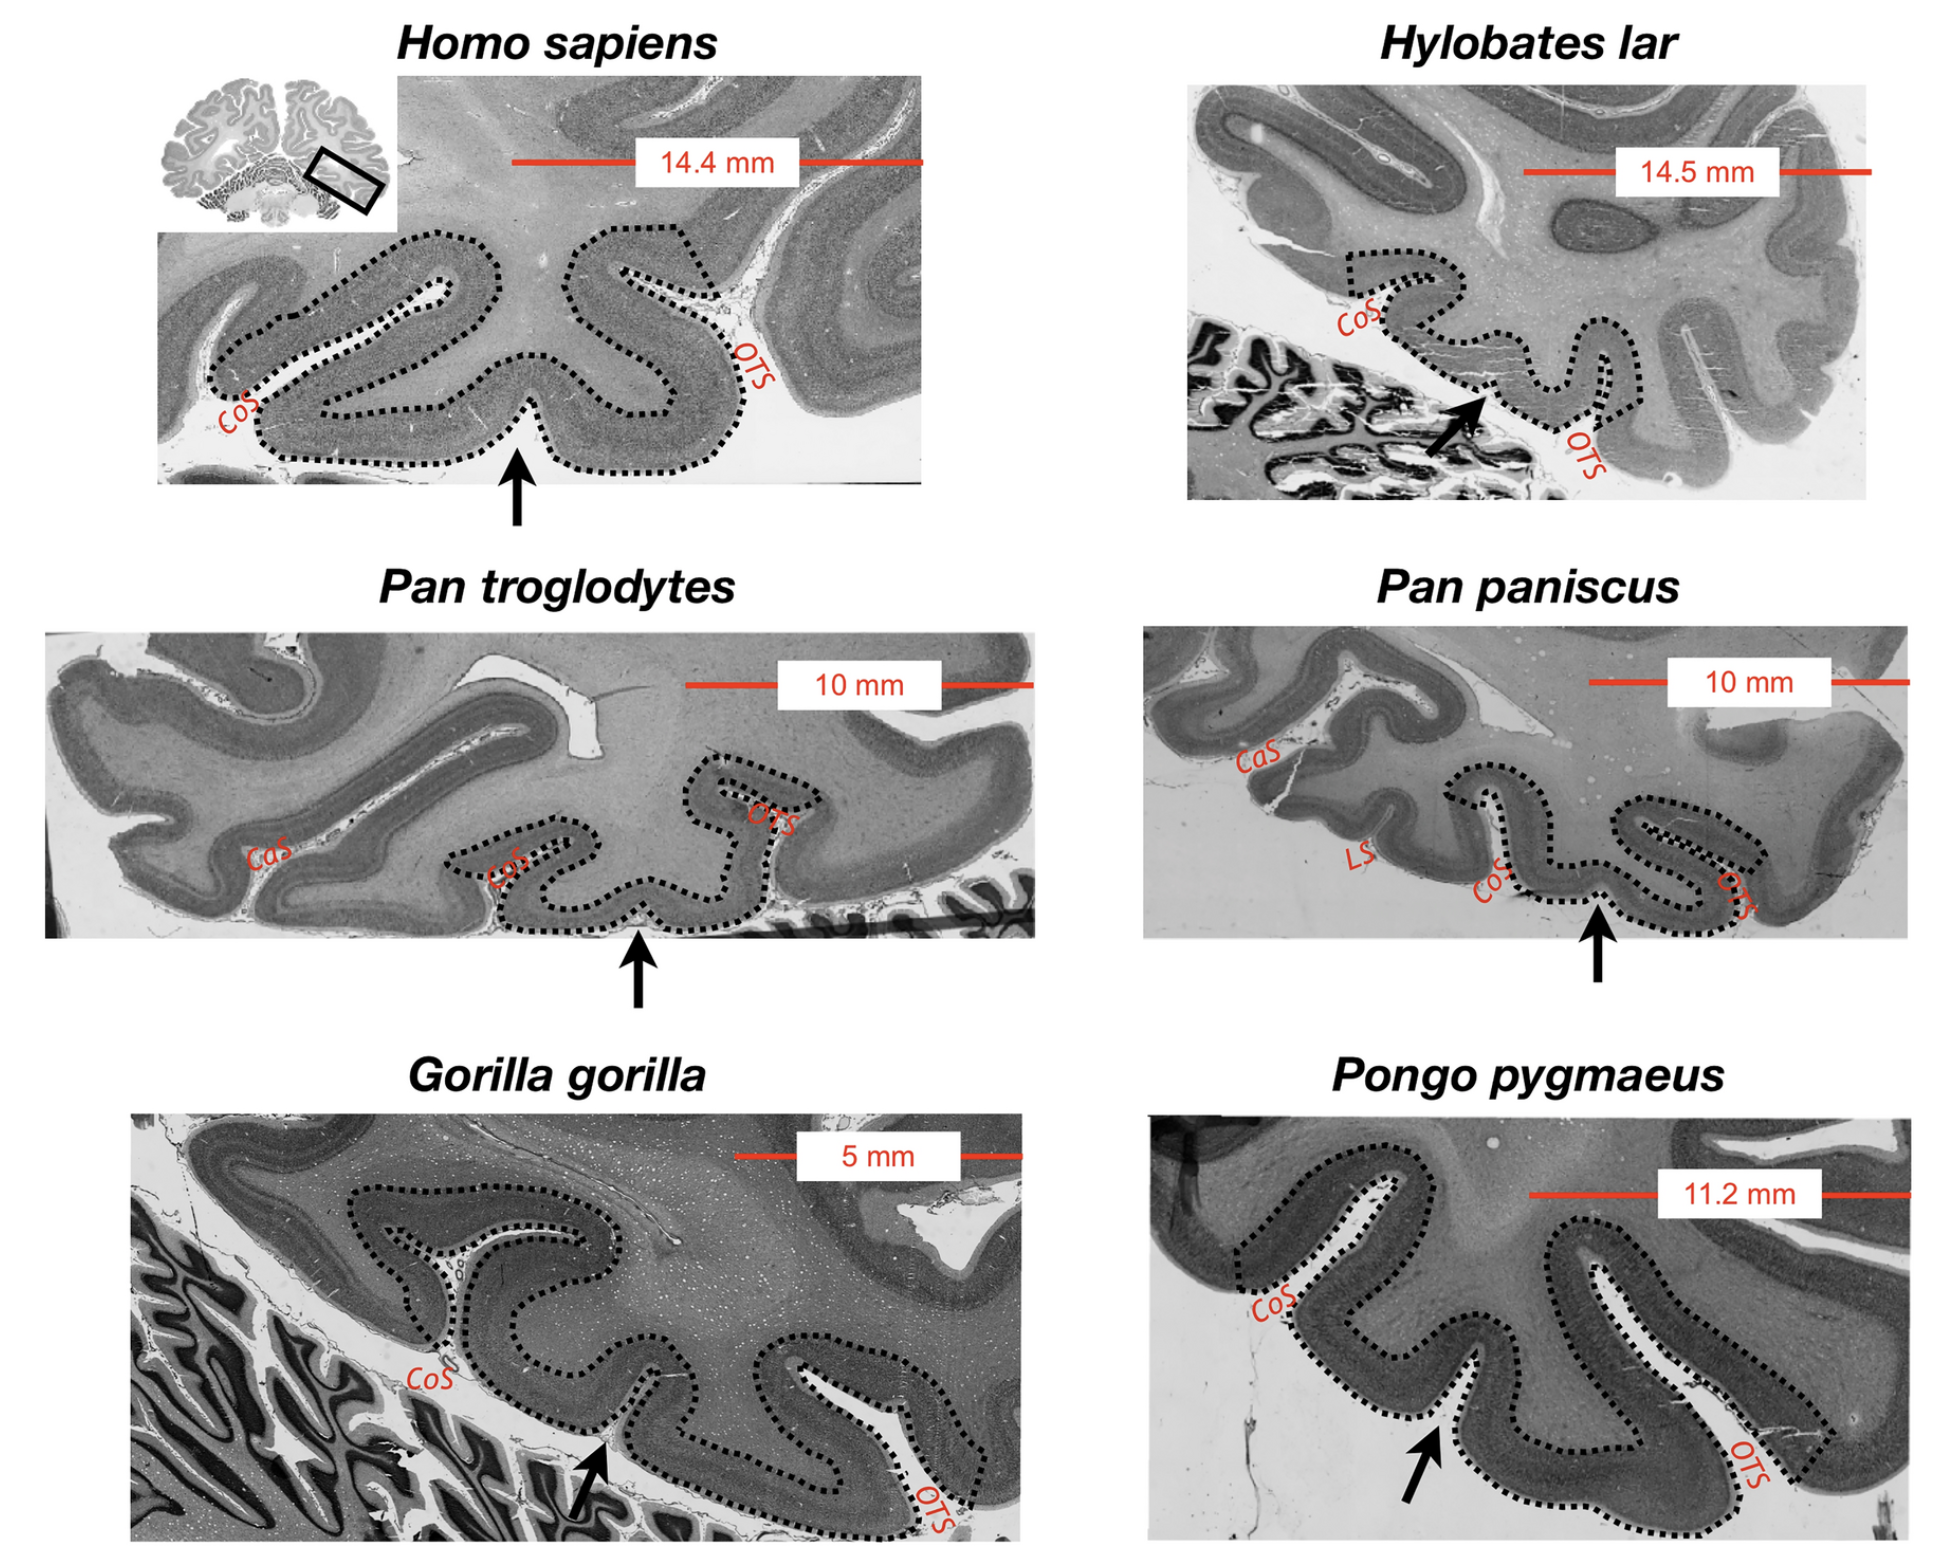 Homo sapiens
Hylobates lar
14.4 mm
14.5 mm
CoS
OTS
CoS
OTS
Pan troglodytes
Pan paniscus
10 mm
10 mm
CaS
CoS
OTS
CaS
LS
CoS
OTS
Gorilla gorilla
Pongo pygmaeus
5 mm
11.2 mm
CoS
OTS
CoS
OTS